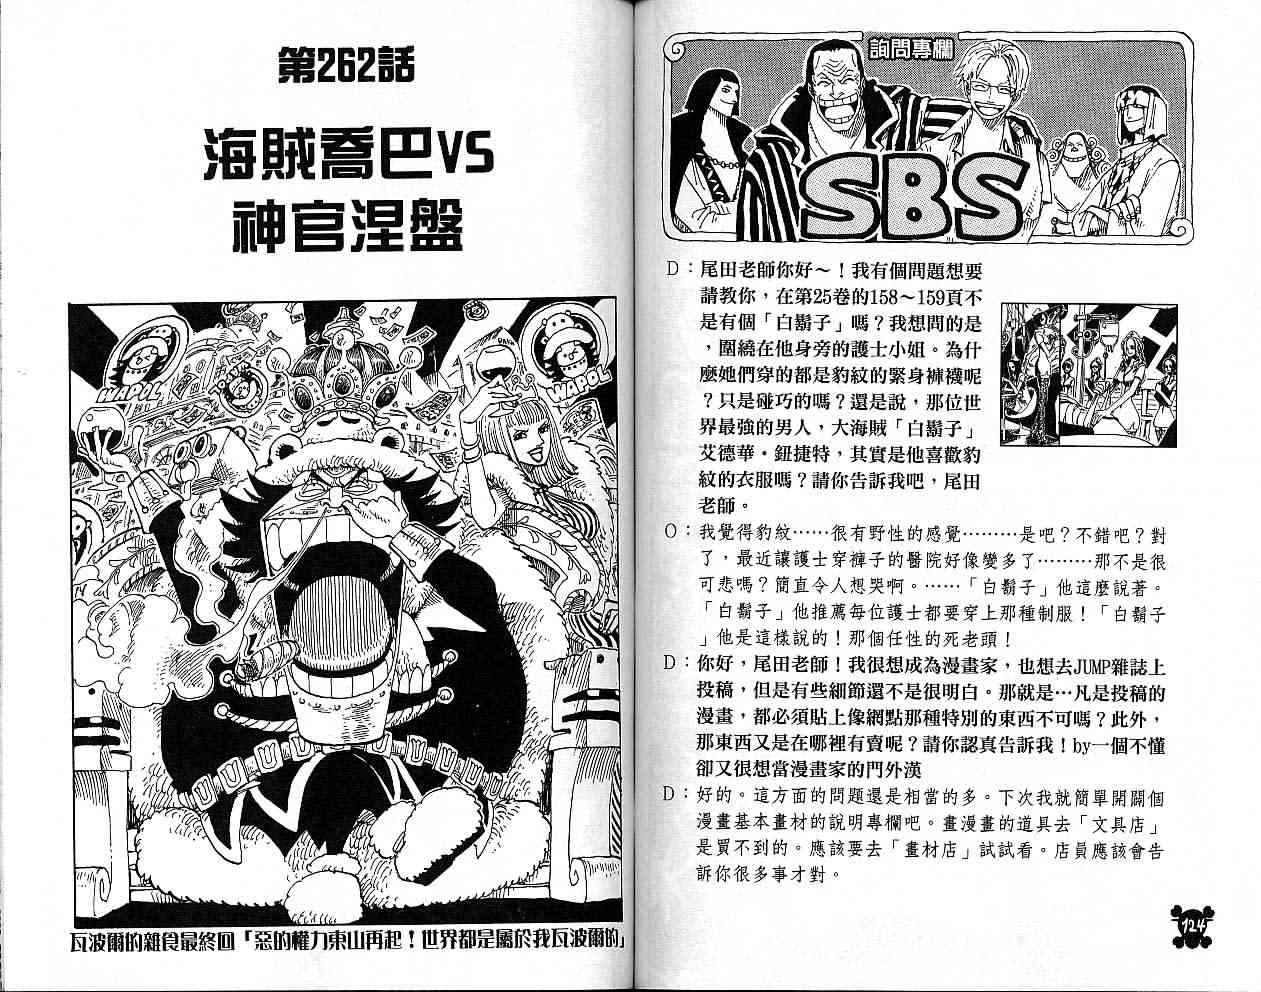 詢問專欄
SBS
D：尾田老師你好～！我有個問題想要
請教你，在第25卷的158～159頁不
是有個「白鬍子」嗎？我想問的是
，圍繞在他身旁的護士小姐。為什
麼她們穿的都是豹紋的緊身褲襪呢
？只是碰巧的嗎？還是說，那位世
界最強的男人，大海賊「白鬍子」
艾德華・鈕捷特，其實是他喜歡豹
紋的衣服嗎？請你告訴我吧，尾田
老師。
O：我覺得豹紋⋯⋯很有野性的感覺⋯⋯⋯是吧？不錯吧？對
了，最近讓護士穿褲子的醫院好像變多了⋯⋯⋯那不是很
可悲嗎？簡直令人想哭啊。⋯⋯「白鬍子」他這麼說著。
「白鬍子」他推薦每位護士都要穿上那種制服！「白鬍子
」他是這樣說的！那個任性的死老頭！
D：你好，尾田老師！我很想成為漫畫家，也想去JUMP雜誌上
投稿，但是有些細節還不是很明白。那就是⋯凡是投稿的
漫畫，都必須貼上像網點那種特別的東西不可嗎？此外，
那東西又是在哪裡有賣呢？請你認真告訴我！by一個不懂
卻又很想當漫畫家的門外漢
D：好的。這方面的問題還是相當的多。下次我就簡單開闢個
漫畫基本畫材的說明專欄吧。畫漫畫的道具去「文具店」
是買不到的。應該要去「畫材店」試試看。店員應該會告
訴你很多事才對。
124
第262話
海賊喬巴VS
神官涅盤
WAPOL
WAPOL
瓦波爾的雜食最終回「惡的權力東山再起！世界都是屬於我瓦波爾的」